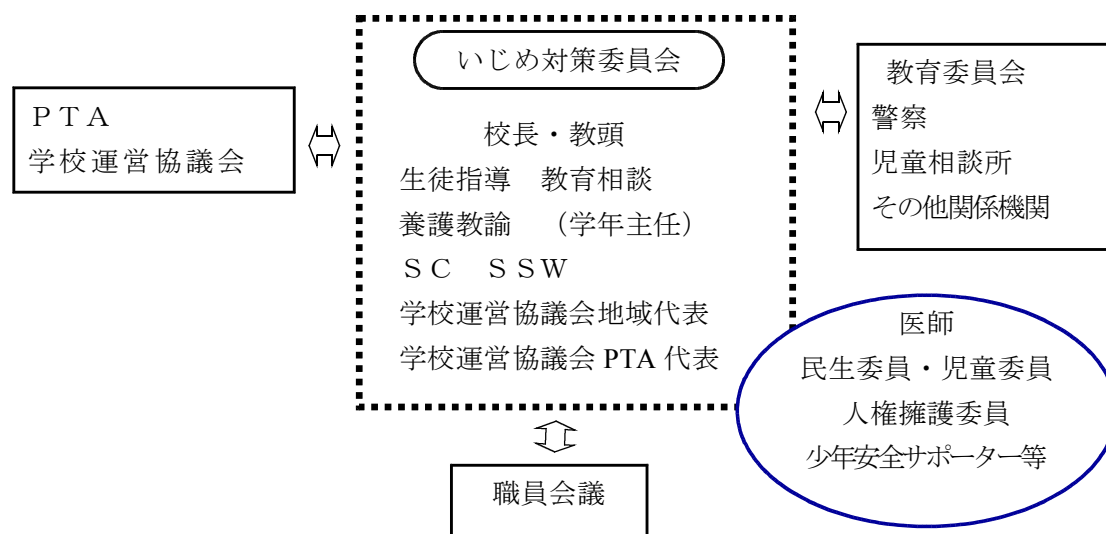 いじめ対策委員会
校長・教頭
生徒指導　教育相談
養護教諭　（学年主任）
ＳＣ　ＳＳＷ
学校運営協議会地域代表
学校運営協議会 PTA 代表
ＰＴＡ
学校運営協議会
教育委員会
警察
児童相談所
その他関係機関
医師
民生委員・児童委員
人権擁護委員
少年安全サポーター等
職員会議